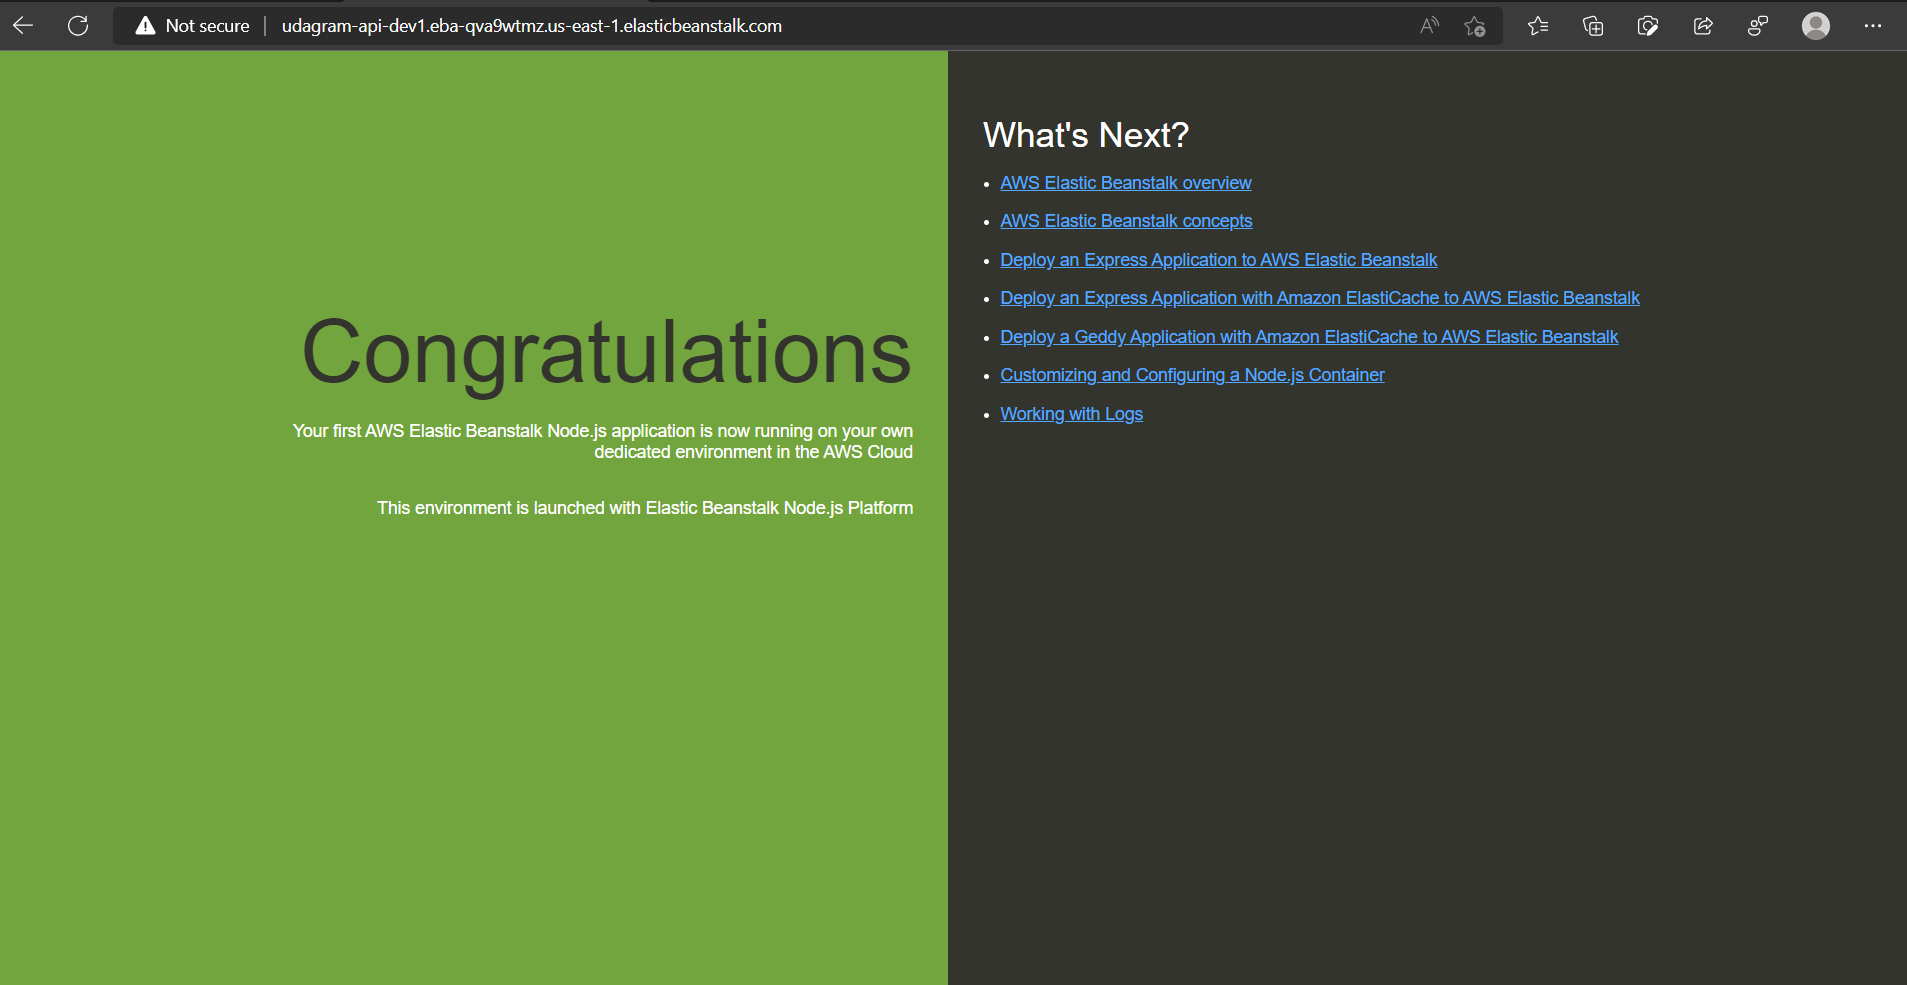 Not secure | udagram-api-dev1.eba-qva9wtmz.us-east-1.elasticbeanstalk.com
Congratulations
Your first AWS Elastic Beanstalk Node.js application is now running on your own
dedicated environment in the AWS Cloud
This environment is launched with Elastic Beanstalk Node.js Platform
What's Next?
AWS Elastic Beanstalk overview
AWS Elastic Beanstalk concepts
Deploy an Express Application to AWS Elastic Beanstalk
Deploy an Express Application with Amazon ElastiCache to AWS Elastic Beanstalk
Deploy a Geddy Application with Amazon ElastiCache to AWS Elastic Beanstalk
Customizing and Configuring a Node.js Container
Working with Logs